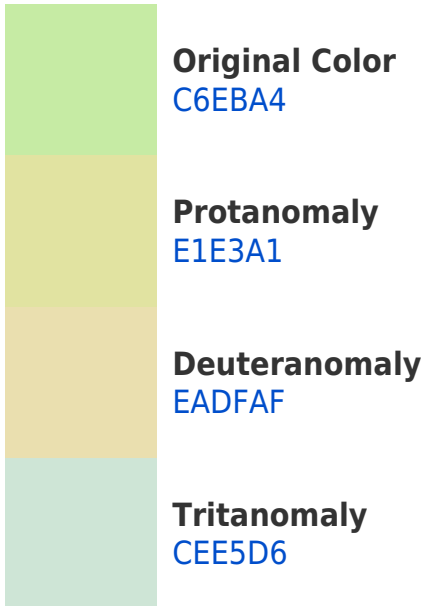 Original Color
C6EBA4
Protanomaly
E1E3A1
Deuteranomaly
EADFAF
Tritanomaly
CEE5D6